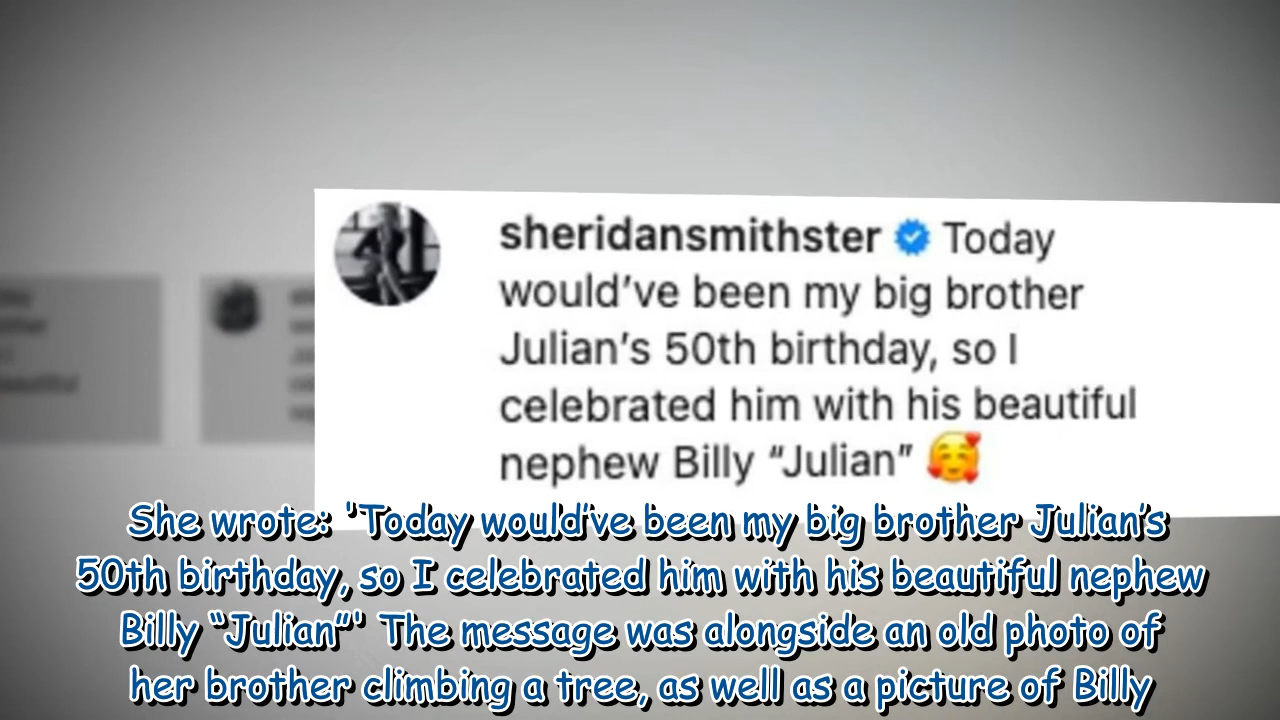 sheridansmithster Today
would've been my big brother
Julian's 50th birthday, so I
celebrated him with his beautiful
nephew Billy “Julian” 🥰
She wrote: 'Today would’ve been my big brother Julian’s
50th birthday, so I celebrated him with his beautiful nephew
Billy “Julian”' The message was alongside an old photo of
her brother climbing a tree, as well as a picture of Billy